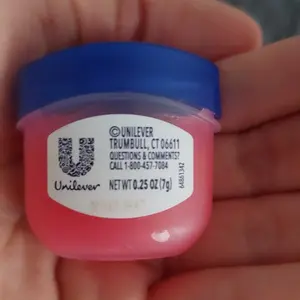 ©UNILEVER
TRUMBULL, CT 06611
QUESTIONS & COMMENTS?
CALL 1-800-457-7084
Unilever
NET WT 0.25 OZ (7g)